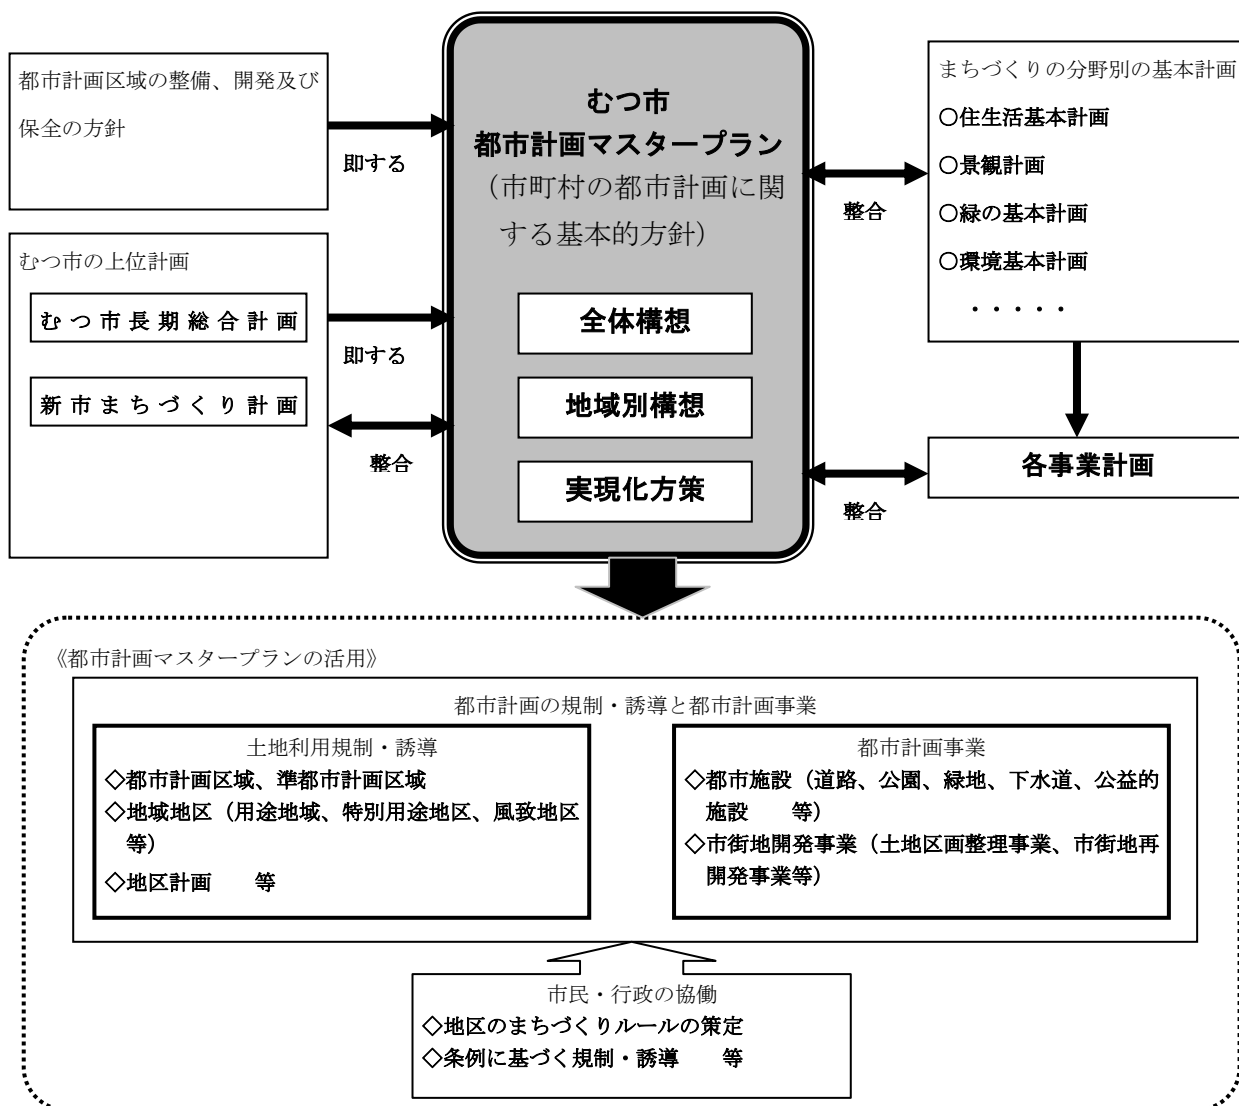 都市計画区域の整備、開発及び
保全の方針
即する
むつ市の上位計画
むつ市長期総合計画
新市まちづくり計画
即する
整合
むつ市
都市計画マスタープラン
（市町村の都市計画に関
する基本的方針）
全体構想
地域別構想
実現化方策
整合
まちづくりの分野別の基本計画
○住生活基本計画
○景観計画
○緑の基本計画
○環境基本計画
・・・・・
各事業計画
整合
《都市計画マスタープランの活用》
都市計画の規制・誘導と都市計画事業
土地利用規制・誘導
◇都市計画区域、準都市計画区域
◇地域地区（用途地域、特別用途地区、風致地区
等）
◇地区計画　　等
都市計画事業
◇都市施設（道路、公園、緑地、下水道、公益的
施設　　等）
◇市街地開発事業（土地区画整理事業、市街地再
開発事業等）
市民・行政の協働
◇地区のまちづくりルールの策定
◇条例に基づく規制・誘導　　等